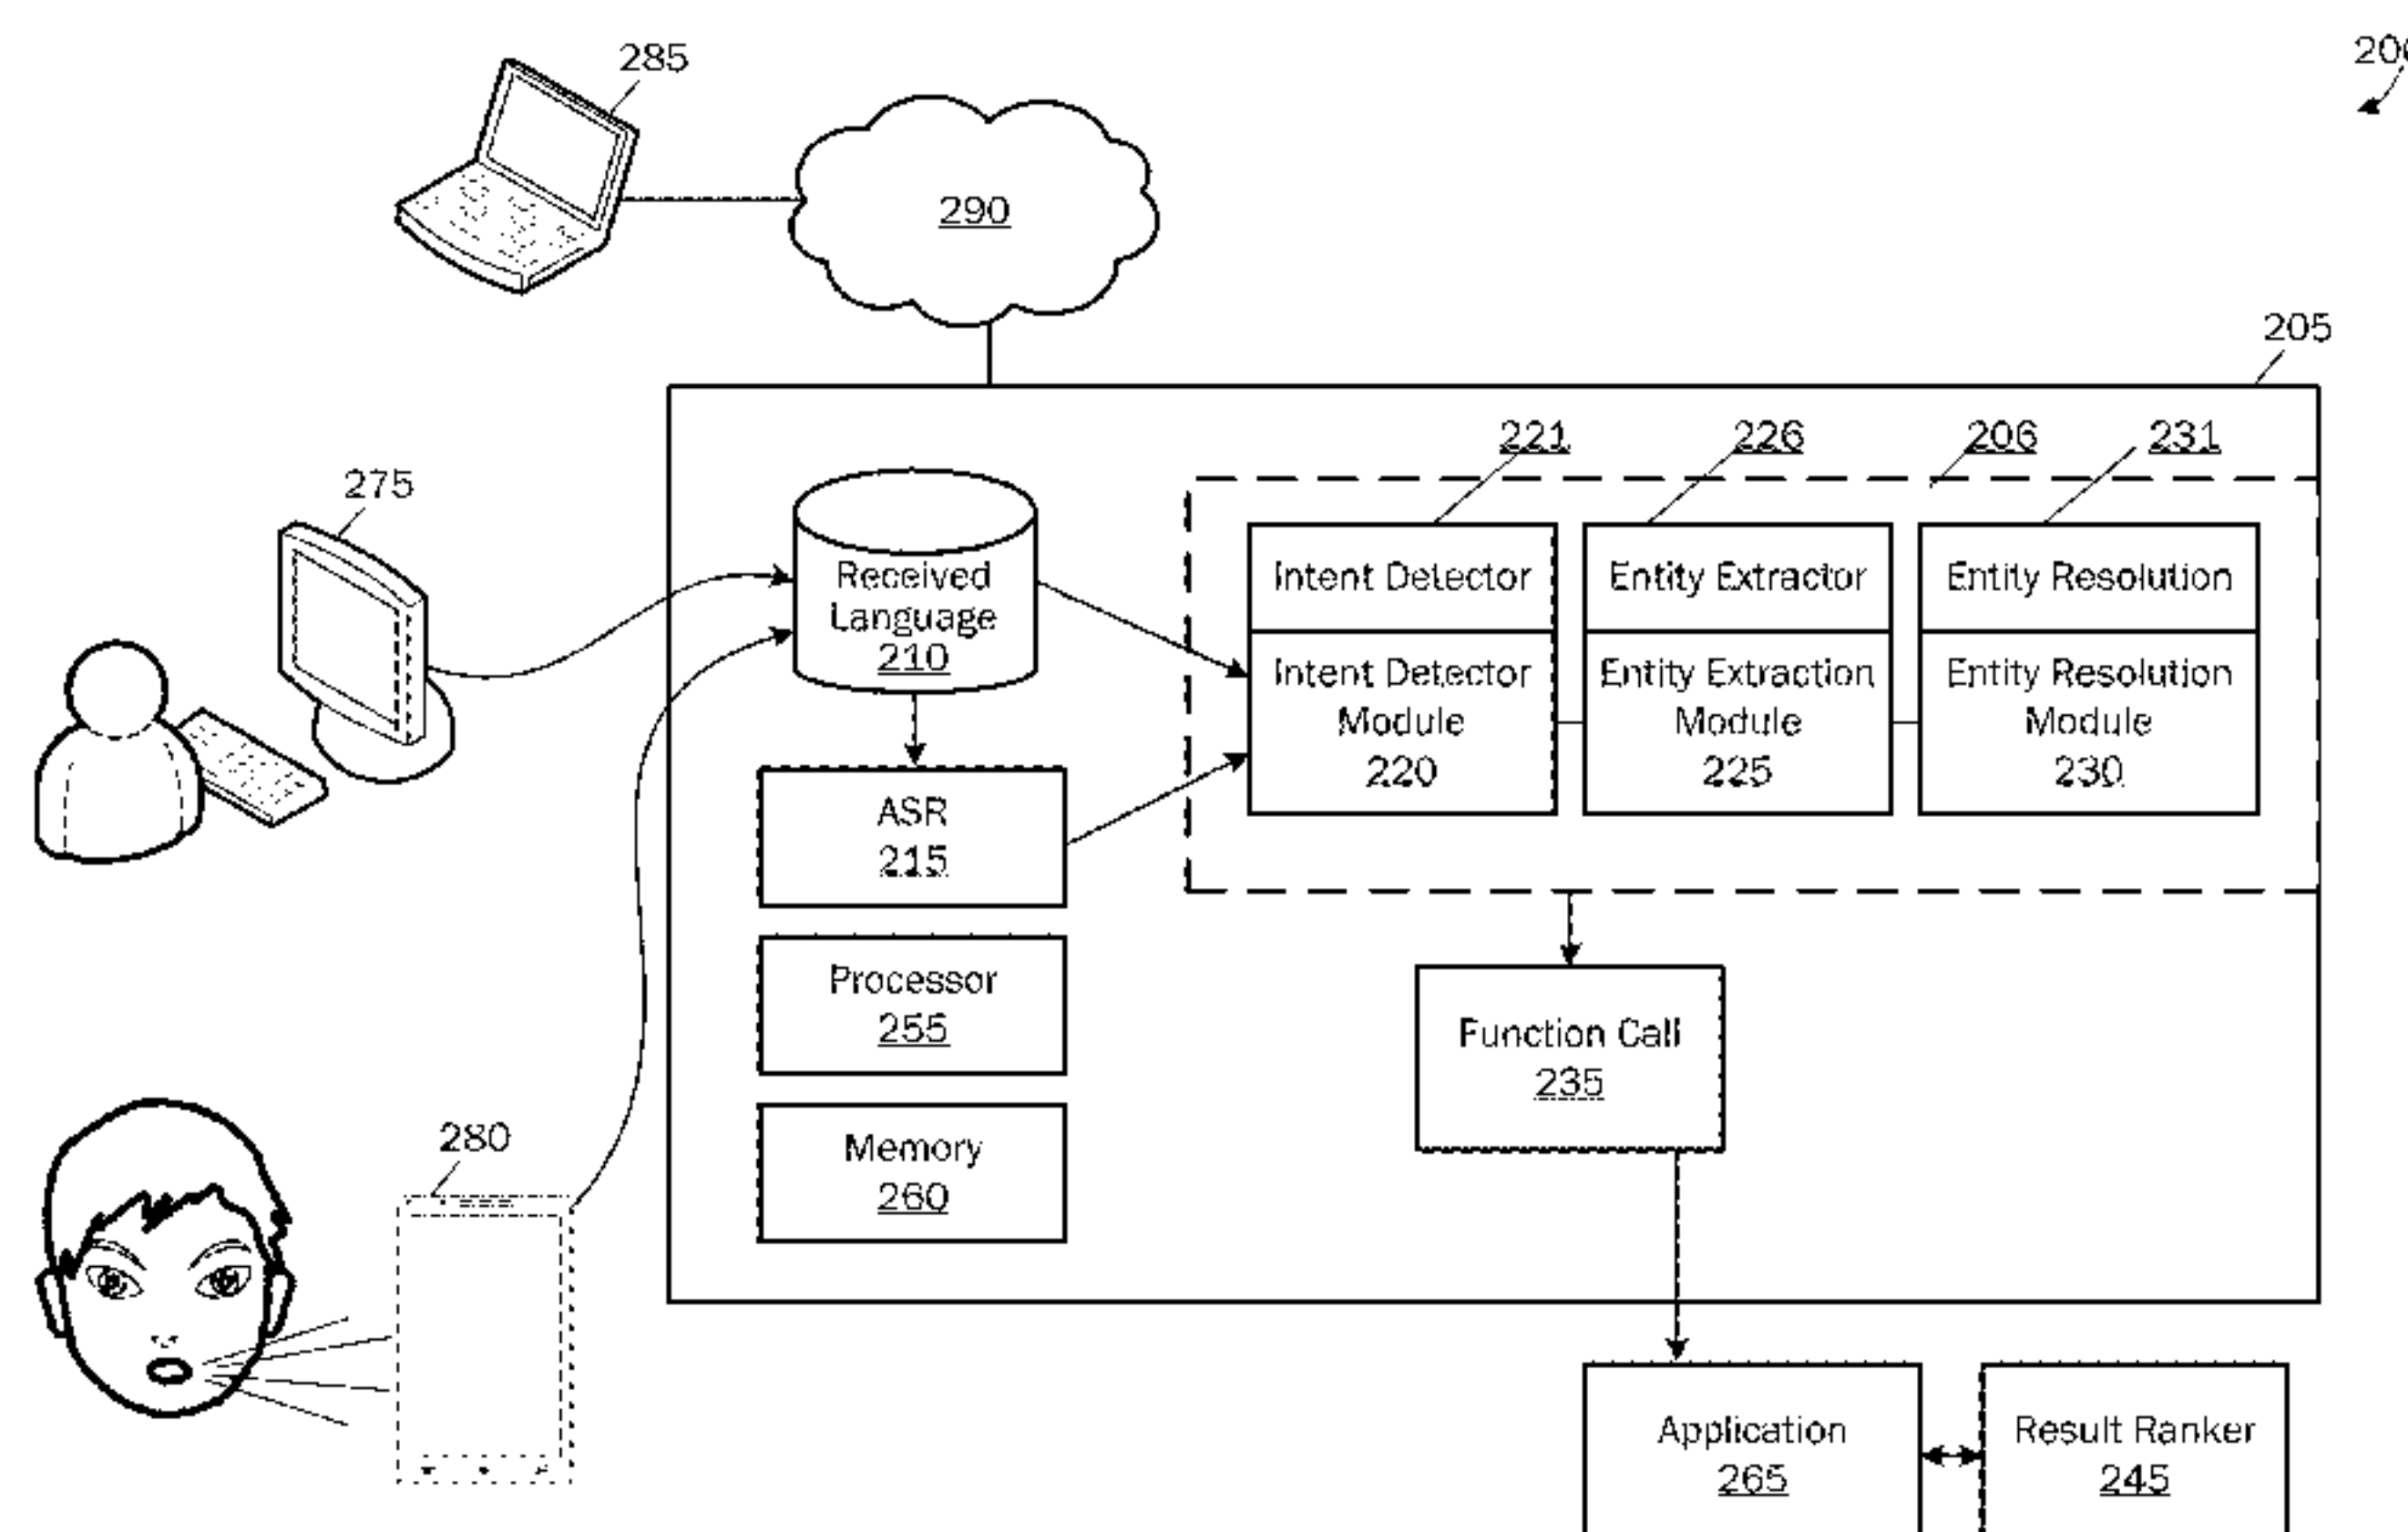 285
290
205
221
226
206
231
275
Received
Language
210
Intent Detector
Entity Extractor
Entity Resolution
Intent Detector
Module
220
Entity Extraction
Module
225
Entity Resolution
Module
230
ASR
215
Processor
255
Function Call
235
Memory
260
280
Application
265
Result Ranker
245